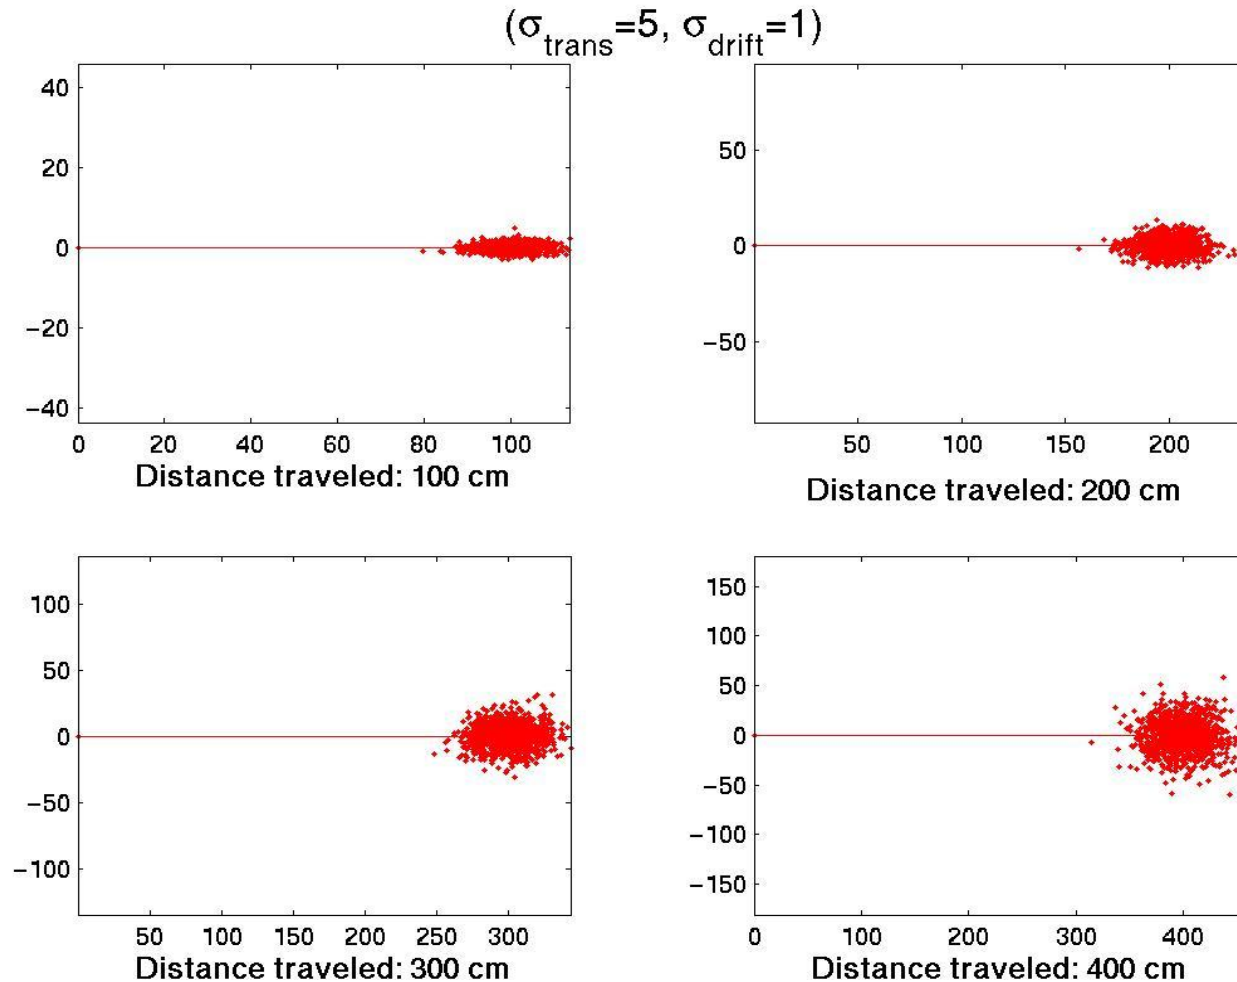 (σtrans=5, σdrift=1)
40
20
0
−20
−40
0 20 40 60 80 100
Distance traveled: 100 cm
50
0
−50
50 100 150 200
Distance traveled: 200 cm
100
50
0
−50
−100
50 100 150 200 250 300
Distance traveled: 300 cm
150
100
50
0
−50
−100
−150
0 100 200 300 400
Distance traveled: 400 cm